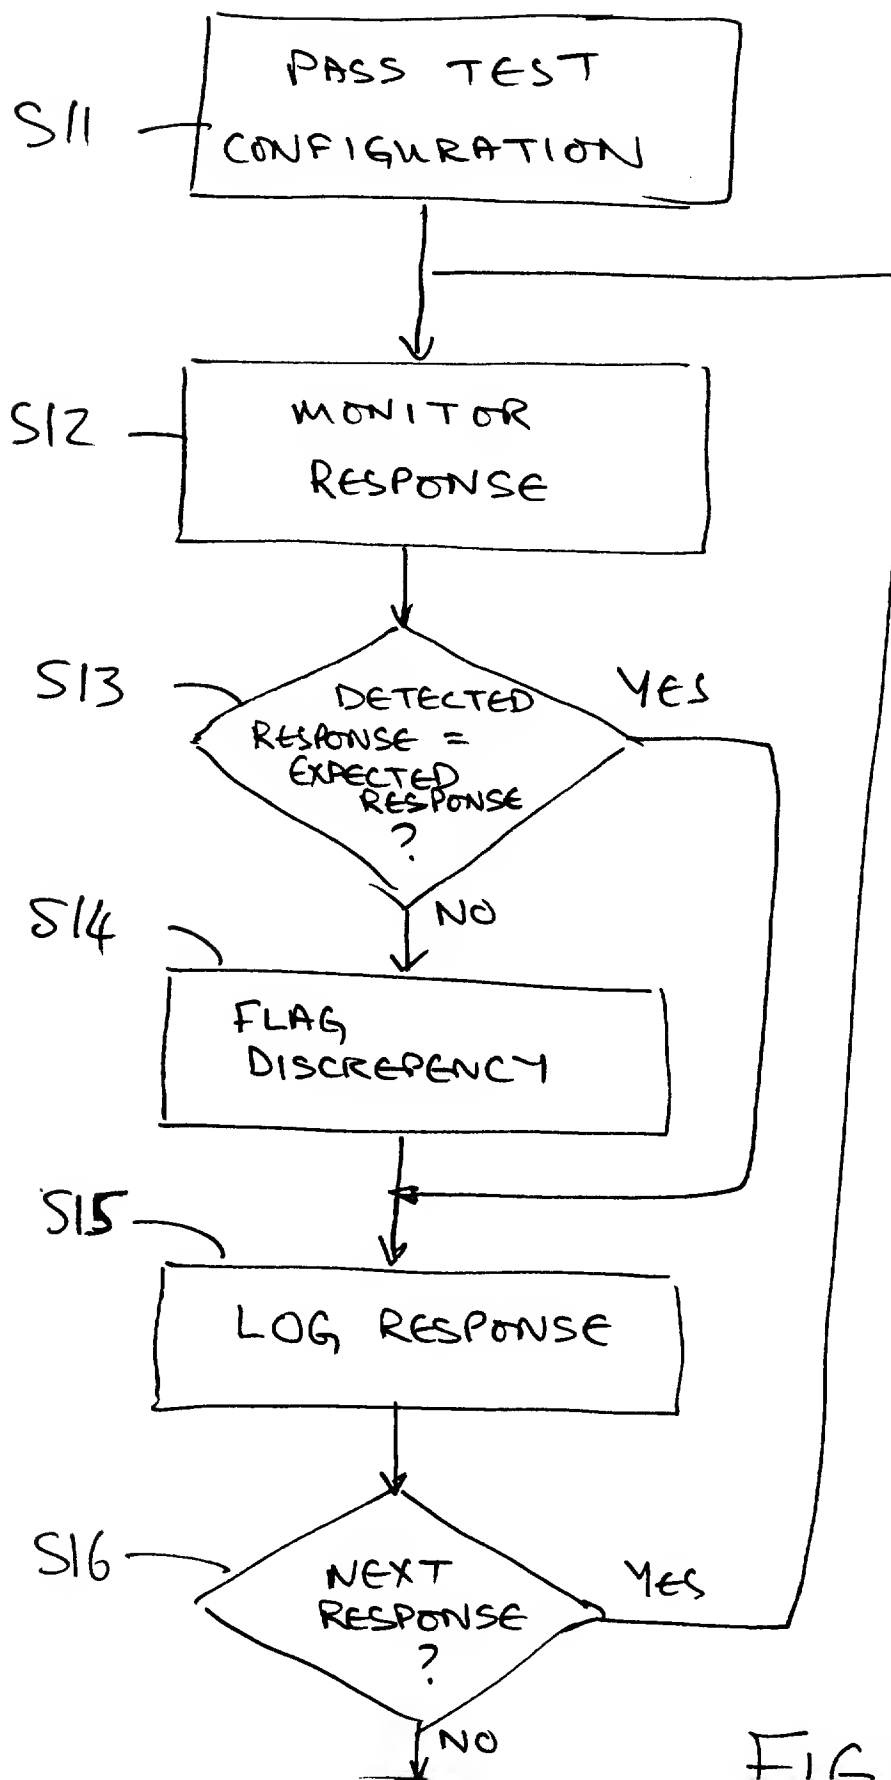 PASS TEST
S11
CONFIGURATION
S12
MONITOR
RESPONSE
S13
YES
DETECTED
RESPONSE =
EXPECTED
RESPONSE
?
NO
S14
FLAG
DISCREPENCY
S15
LOG RESPONSE
S16
NEXT
RESPONSE
?
YES
NO
FIG